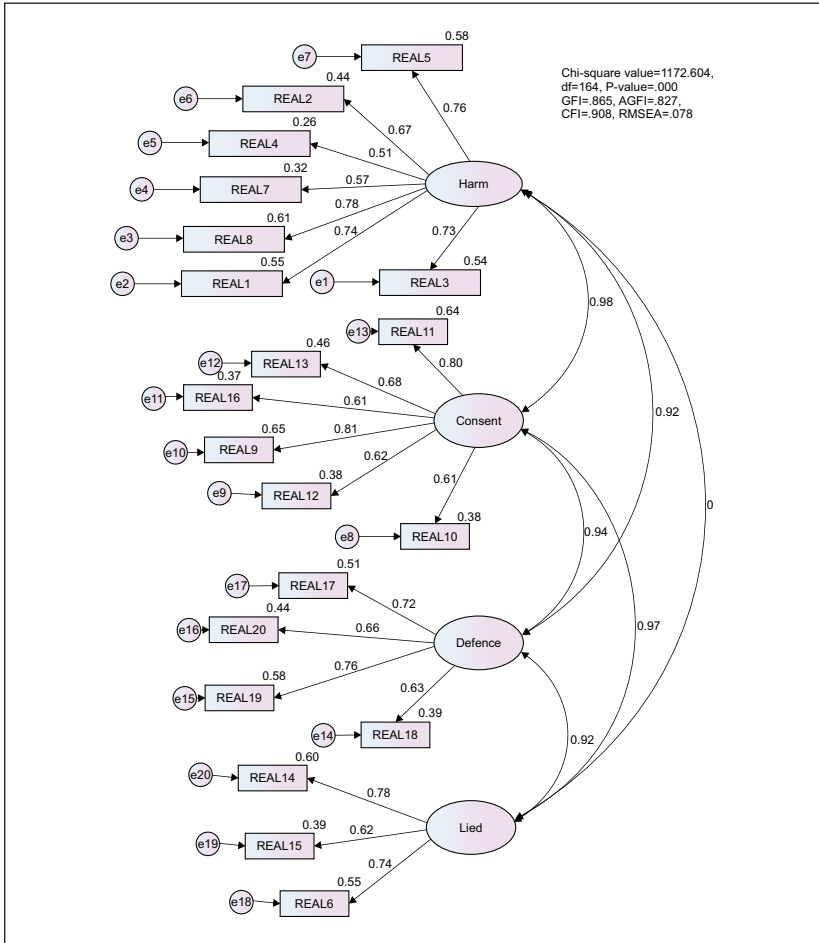 0.58
e7
REAL5
Chi-square value=1172.604,
df=164, P-value=.000
GFI=.865, AGFI=.827,
CFI=.908, RMSEA=.078
0.44
e6
REAL2
0.76
0.26
0.67
e5
REAL4
0.51
0.32
e4
REAL7
0.57
Harm
0.78
0.61
e3
REAL8
0.74
0.73
0.55
0.54
e2
REAL1
e1
REAL3
0.98
0.64
e13
REAL11
0.46
e12
REAL13
0.80
0.37
0.68
e11
REAL16
0.61
0.92
Consent
0.65
0.81
e10
REAL9
0.62
0.38
0.61
e9
REAL12
0
0.38
e8
REAL10
0.94
0.51
e17
REAL17
0.72
0.44
e16
REAL20
0.66
0.97
Defence
0.76
0.58
e15
REAL19
0.63
0.39
e14
REAL18
0.92
0.60
e20
REAL14
0.78
0.39
Lied
e19
REAL15
0.62
0.74
0.55
e18
REAL6